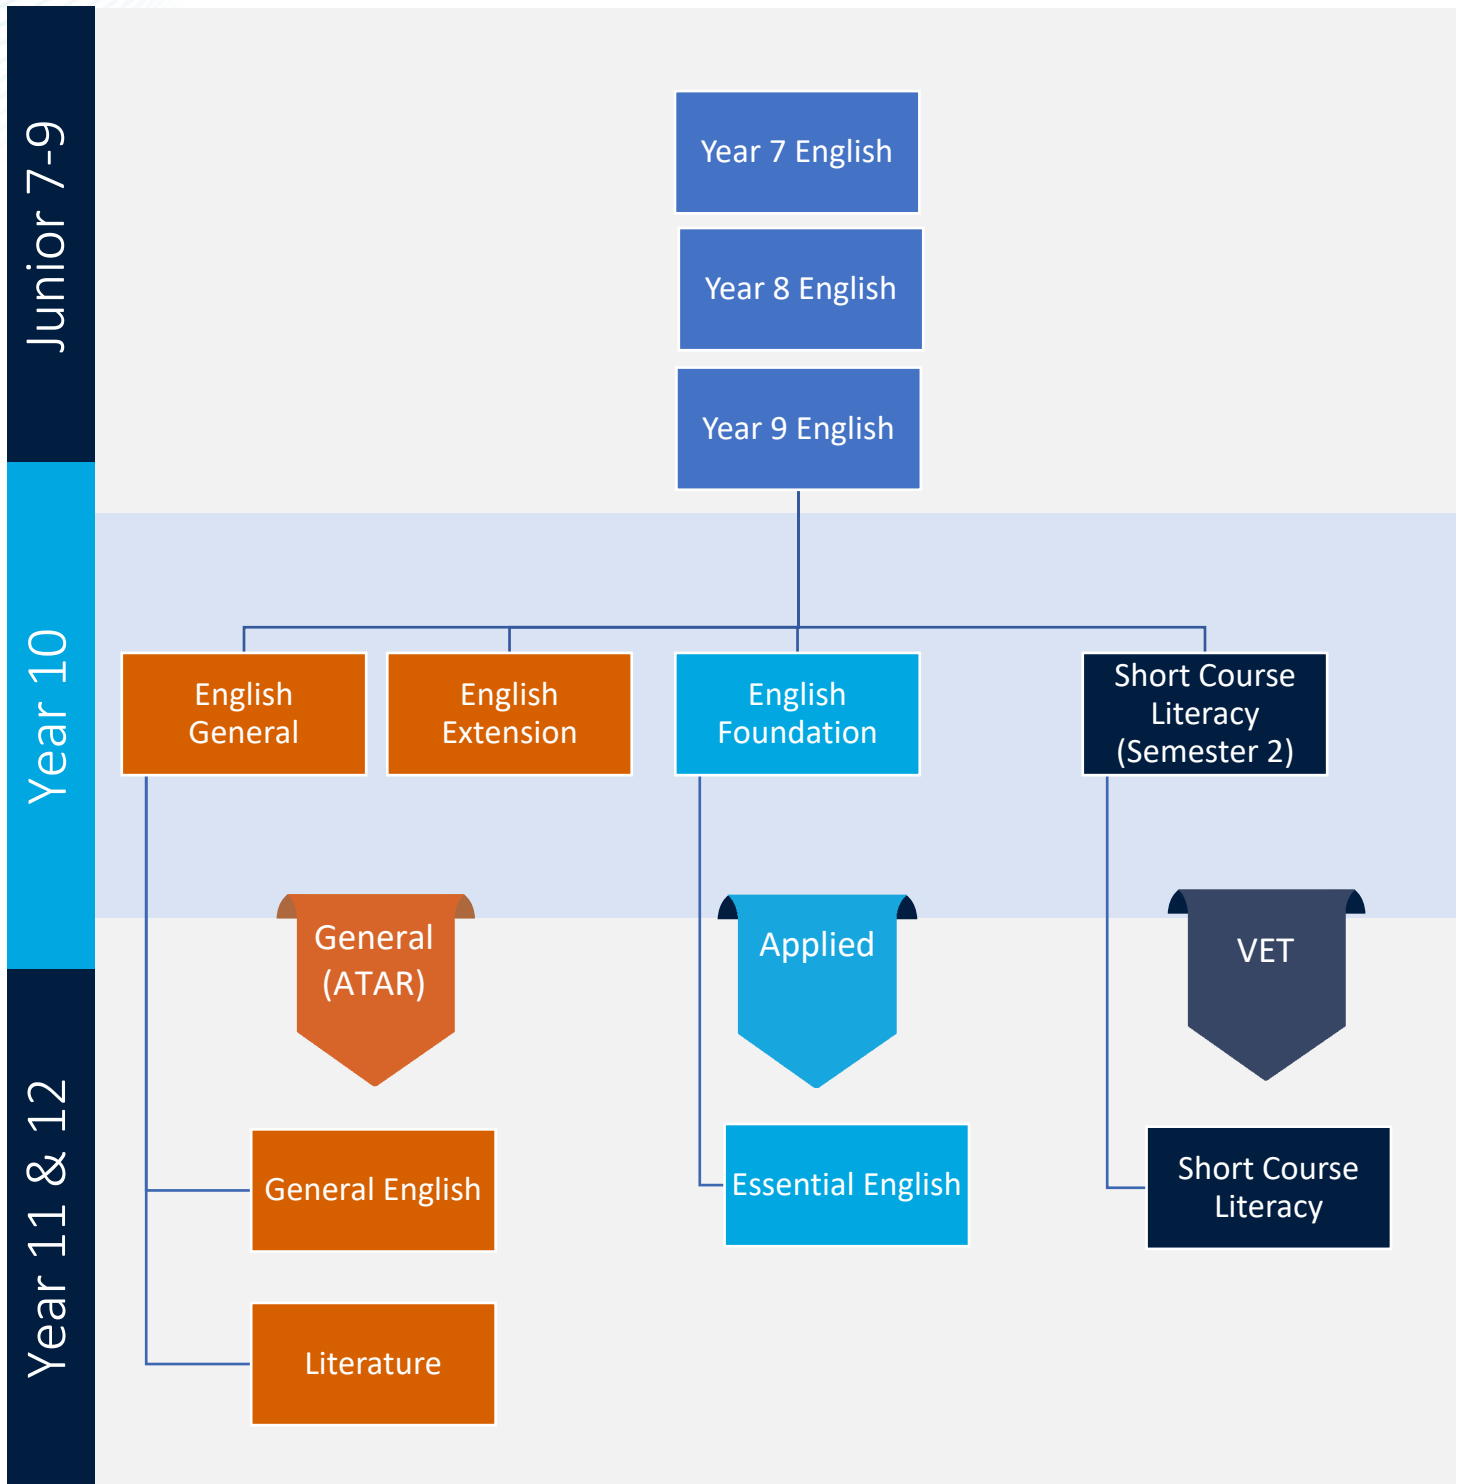 Junior 7-9
Year 7 English
Year 8 English
Year 9 English
Year 10
English
General
English
Extension
English
Foundation
Short Course
Literacy
(Semester 2)
General
(ATAR)
Applied
VET
Year 11 & 12
General English
Essential English
Short Course
Literacy
Literature